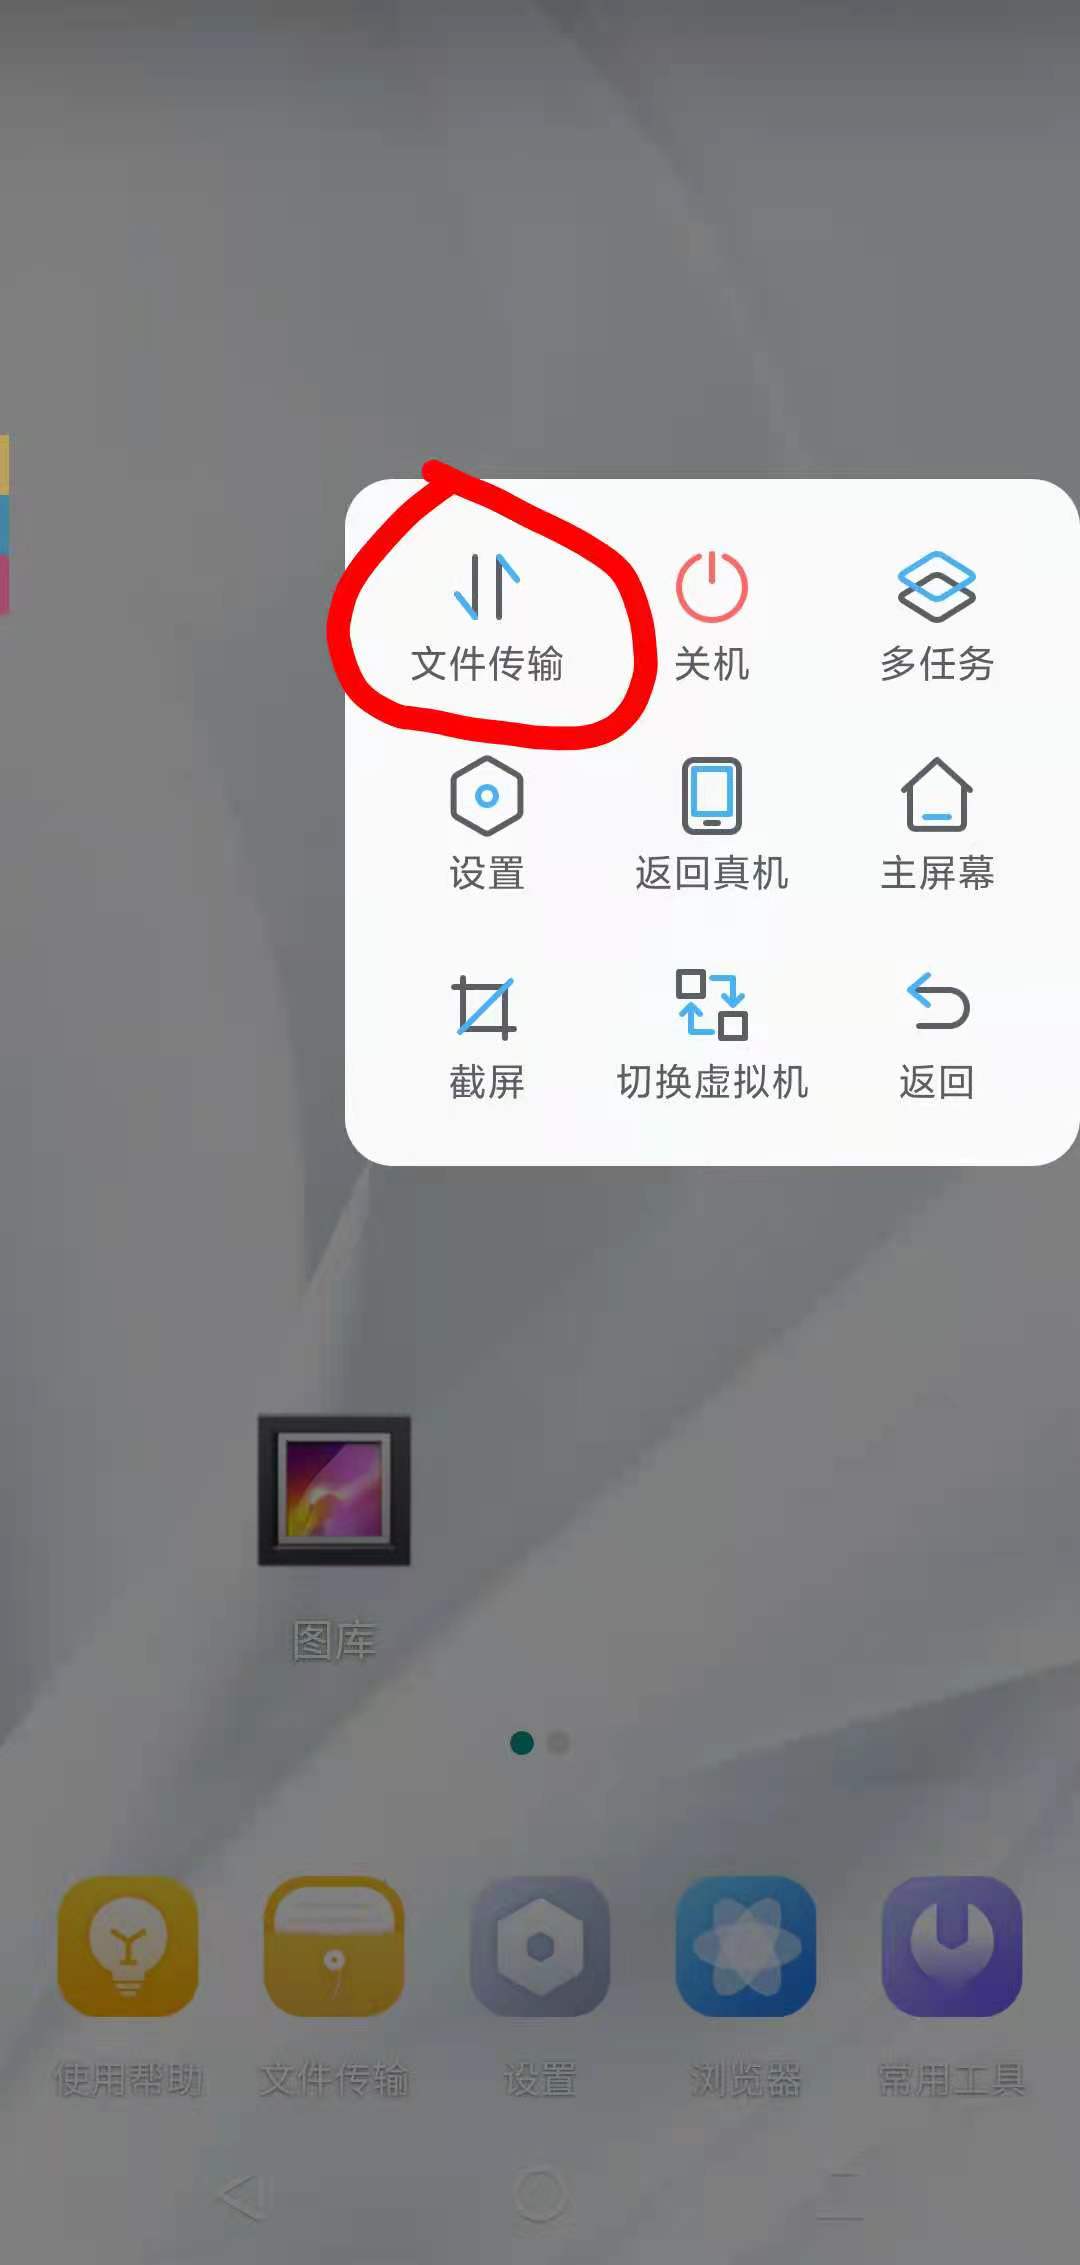 文件传输 关机 多任务
设置 返回真机 主屏幕
截屏 切换虚拟机 返回
图库
使用帮助 文件传输 设置 浏览器 常用工具